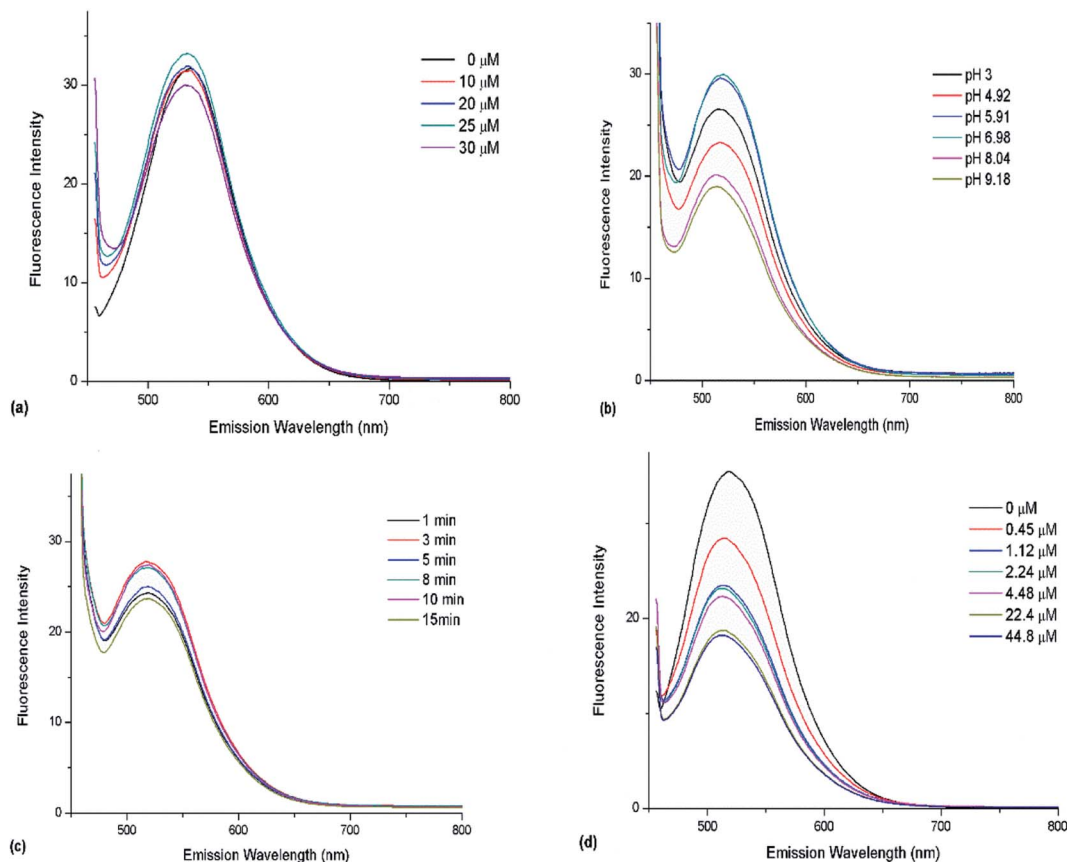 Fluorescence Intensity
30
20
10
0
500
600
700
800
Emission Wavelength (nm)
0 μM
10 μM
20 μM
25 μM
30 μM
(a)
Fluorescence Intensity
30
20
10
0
500
600
700
800
Emission Wavelength (nm)
pH 3
pH 4.92
pH 5.91
pH 6.98
pH 8.04
pH 9.18
(b)
Fluorescence Intensity
30
20
10
0
500
600
700
800
Emission Wavelength (nm)
1 min
3 min
5 min
8 min
10 min
15min
(c)
Fluorescence Intensity
20
0
500
600
700
800
Emission Wavelength (nm)
0 μM
0.45 μM
1.12 μM
2.24 μM
4.48 μM
22.4 μM
44.8 μM
(d)